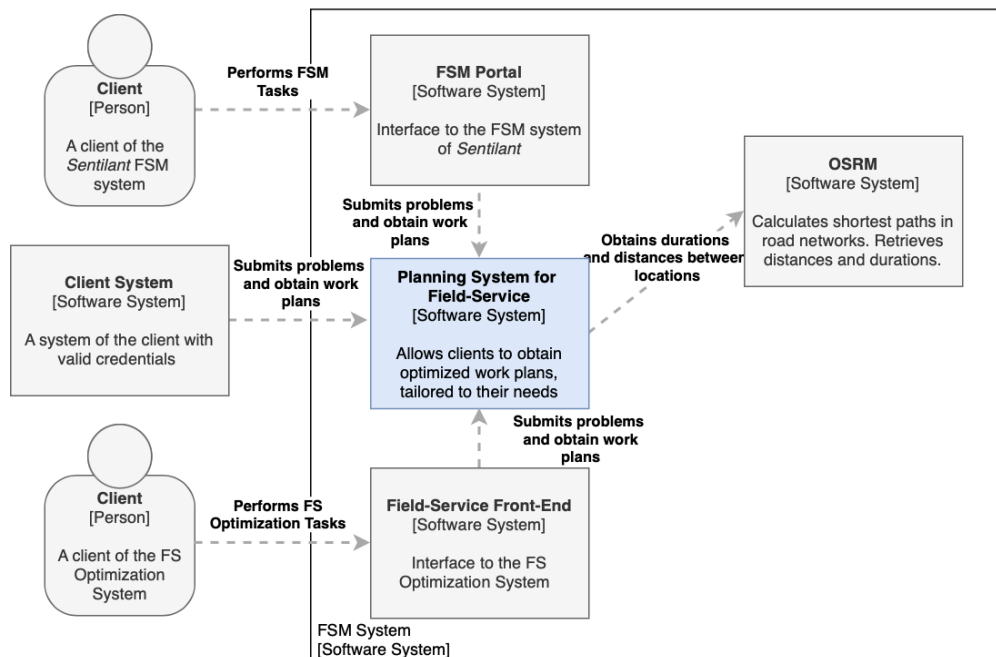 Client
[Person]
A client of the
Sentilant FSM
system
Performs FSM
Tasks
FSM Portal
[Software System]
Interface to the FSM system
of Sentilant
Submits problems
and obtain work
plans
OSRM
[Software System]
Calculates shortest paths in
road networks. Retrieves
distances and durations.
Client System
[Software System]
A system of the client with
valid credentials
Submits problems
and obtain work
plans
Planning System for
Field-Service
[Software System]
Allows clients to obtain
optimized work plans,
tailored to their needs
Obtains durations
and distances between
locations
Submits problems
and obtain work
plans
Client
[Person]
A client of the FS
Optimization
System
Performs FS
Optimization Tasks
Field-Service Front-End
[Software System]
Interface to the FS
Optimization System
FSM System
[Software System]